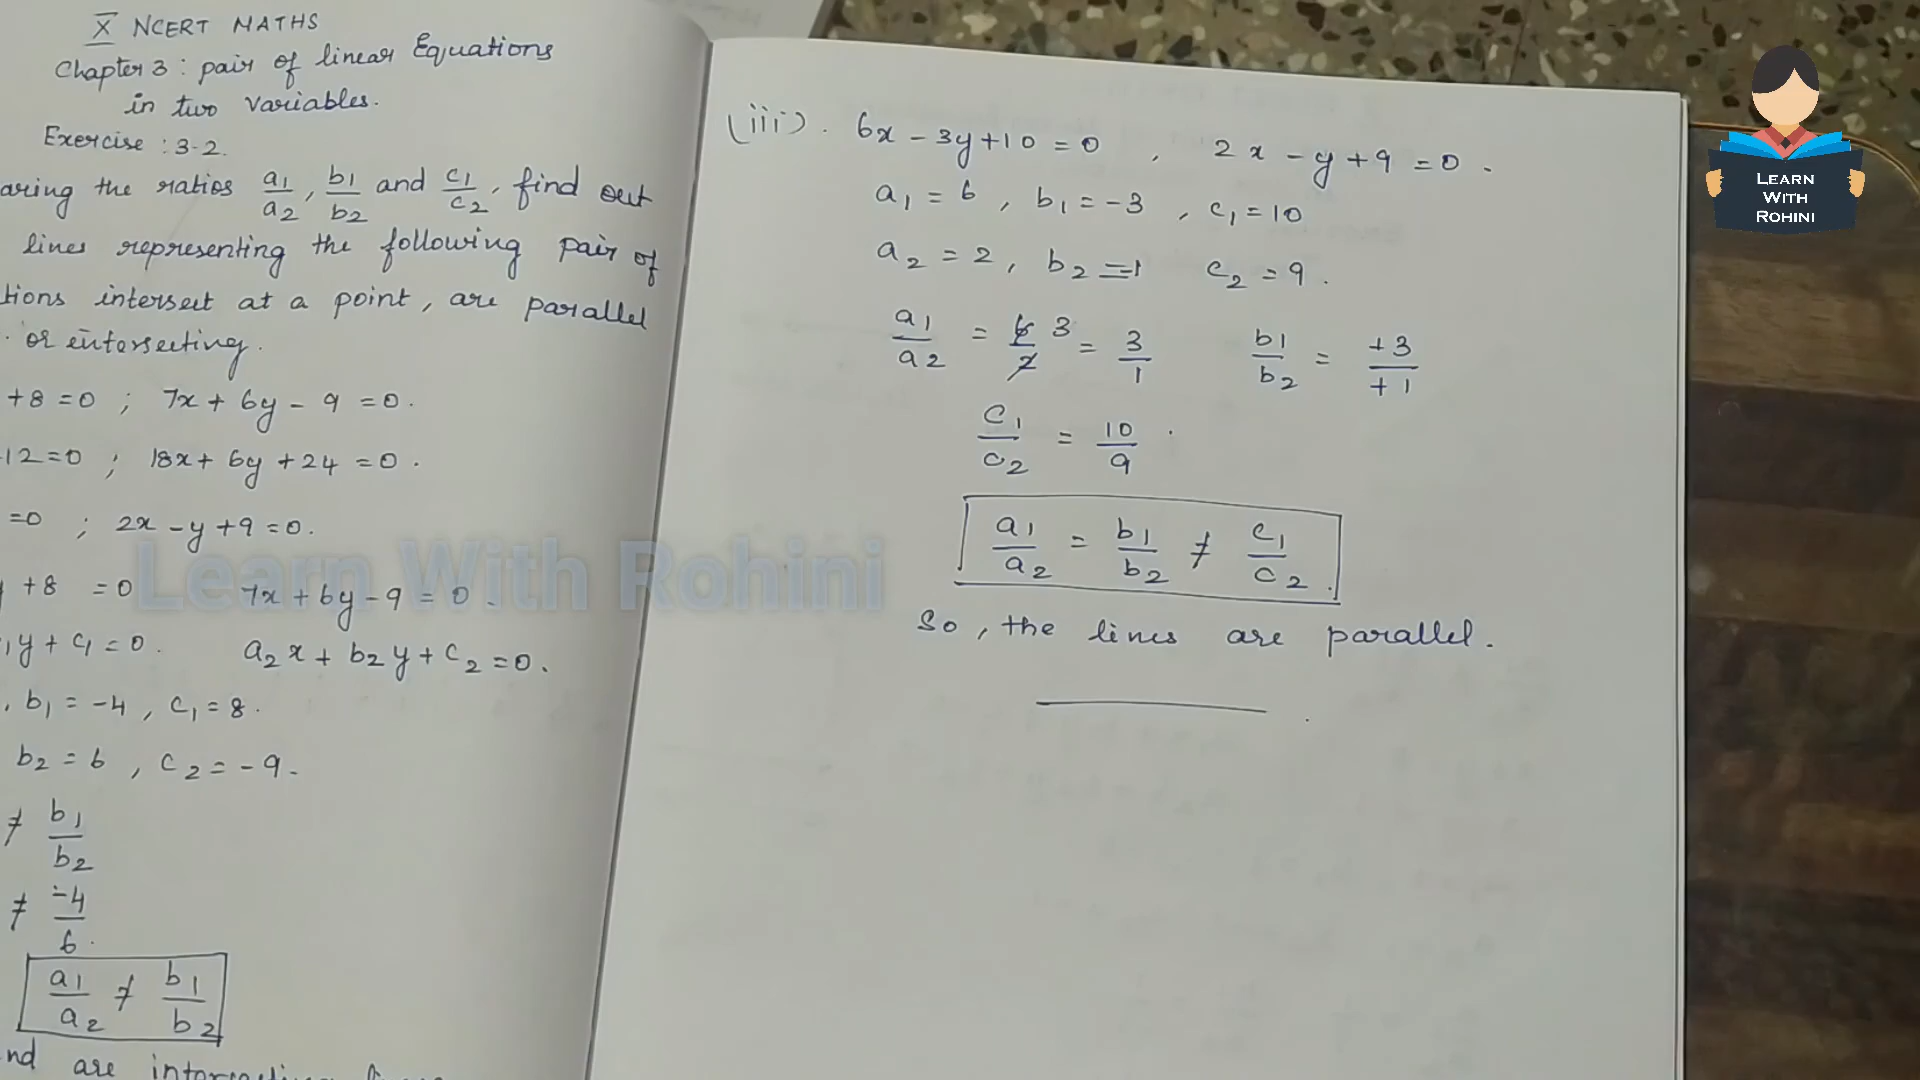 X NCERT MATHS
Chapter 3 : pair of linear Equations
in two variables.
Exercise : 3.2.
aring the ratios a1/a2, b1/b2 and c1/c2, find out
lines representing the following pair of
tions intersect at a point, are parallel
or intersecting.
+8 =0 ; 7x + 6y - 9 =0.
12=0 ; 18x + 6y +24 =0.
=0 ; 2x -y +9 =0.
+8 =0 7x +6y -9 = 0.
y + c1 =0. a2x + b2y + c2 =0.
, b1 = -4 , c1 = 8.
b2 = 6 , c2 = -9.
≠ b1/b2
≠ -4/6.
a1/a2 ≠ b1/b2
nd are intersecting
(iii). 6x - 3y +10 = 0 , 2x -y +9 =0.
a1 = 6 , b1 = -3 , c1 = 10
a2 = 2 , b2 = -1 c2 = 9.
a1/a2 = 6/2 3 = 3/1 b1/b2 = +3/+1
c1/c2 = 10/9
a1/a2 = b1/b2 ≠ c1/c2.
So, the lines are parallel.
Learn With Rohini
LEARN
WITH
ROHINI